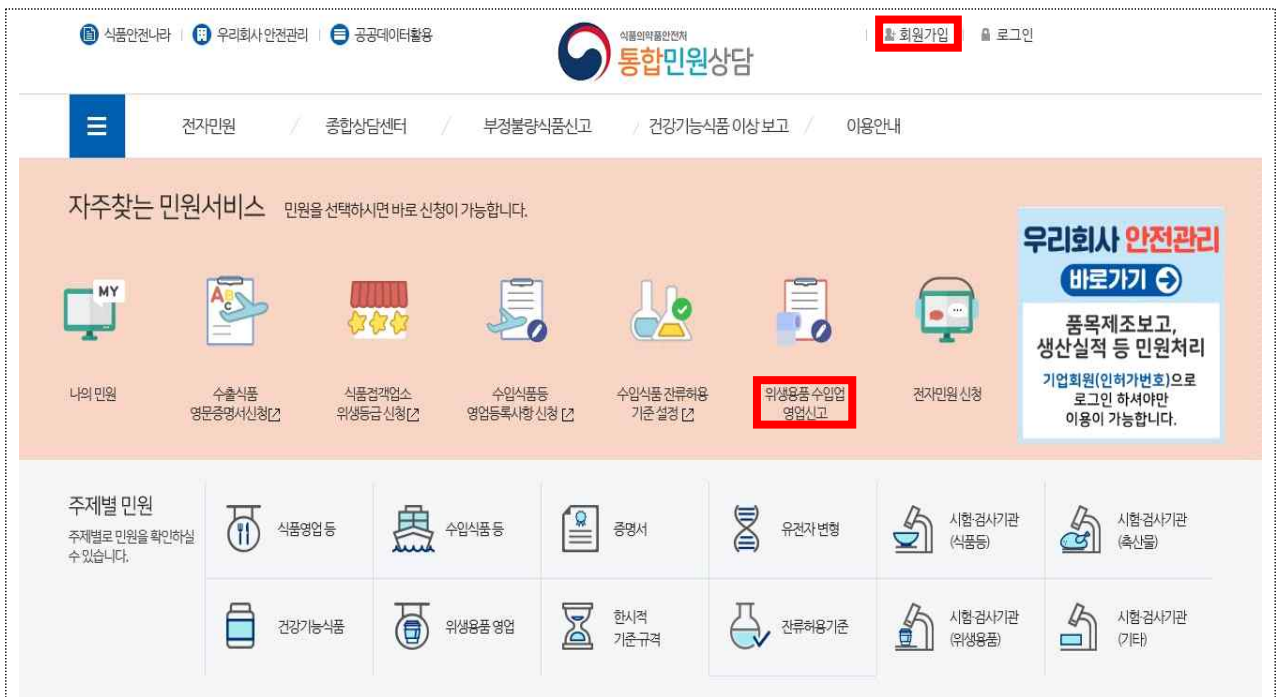 식품안전나라 우리회사 안전관리 공공데이터활용
식품의약품안전처
통합민원상담
회원가입 로그인
전자민원 / 종합상담센터 / 부정불량식품신고 / 건강기능식품 이상 보고 / 이용안내
자주찾는 민원서비스 민원을 선택하시면 바로 신청이 가능합니다.
MY
나의 민원
A B C
수출식품
영문증명서신청
식품접객업소
위생등급 신청
수입식품등
영업등록사항 신청
수입식품 잔류허용
기준 설정
위생용품 수입업
영업신고
전자민원 신청
우리회사 안전관리
바로가기
품목제조보고,
생산실적 등 민원처리
기업회원(인허가번호)으로
로그인 하셔야만
이용이 가능합니다.
주제별 민원
주제별로 민원을 확인하실
수 있습니다.
식품영업 등
수입식품 등
증명서
유전자 변형
시험·검사기관
(식품등)
시험·검사기관
(축산물)
건강기능식품
위생용품 영업
한시적
기준·규격
잔류허용기준
시험·검사기관
(위생용품)
시험·검사기관
(기타)